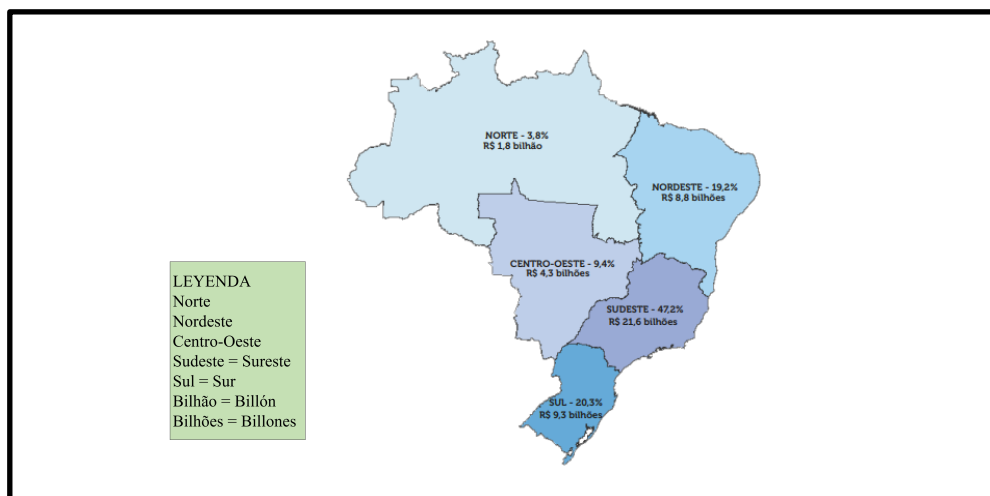 NORTE - 3,8%
R$ 1,8 bilhão
NORDESTE - 19,2%
R$ 8,8 bilhões
CENTRO-OESTE - 9,4%
R$ 4,3 bilhões
SUDESTE - 47,2%
R$ 21,6 bilhões
SUL - 20,3%
R$ 9,3 bilhões
LEYENDA
Norte
Nordeste
Centro-Oeste
Sudeste = Sureste
Sul = Sur
Bilhão = Billón
Bilhões = Billones